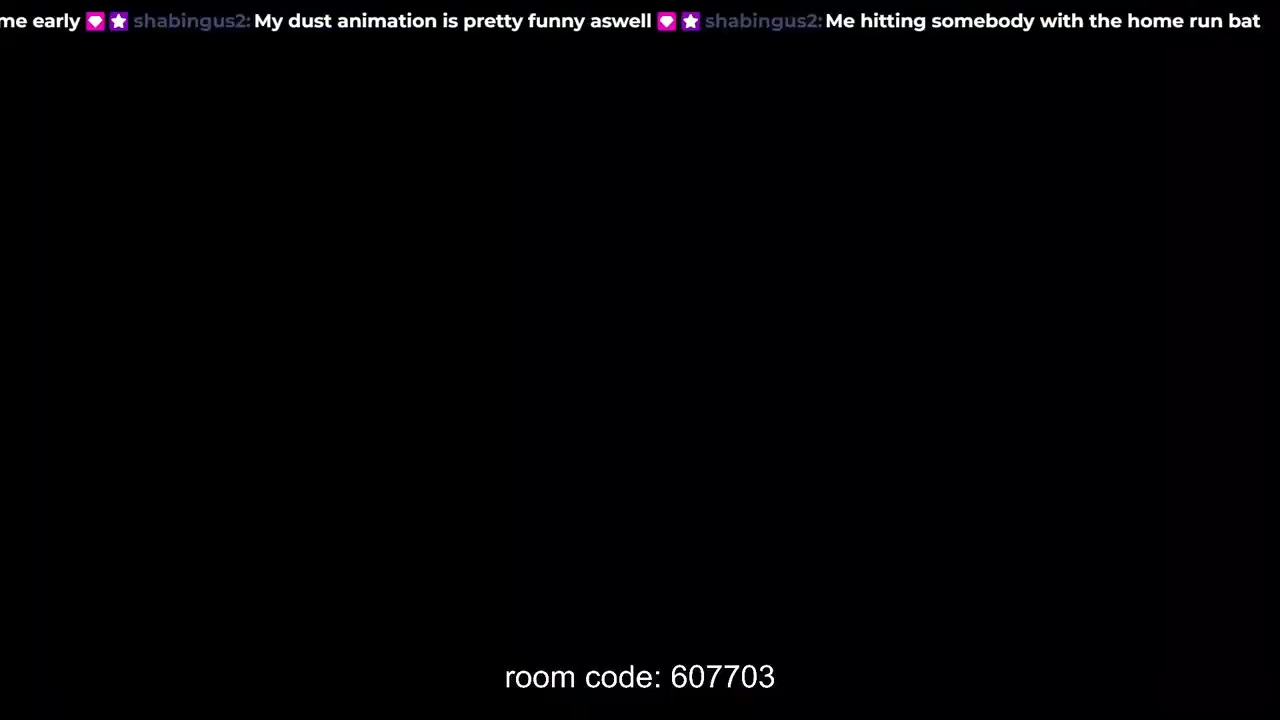 me early shabingus2: My dust animation is pretty funny aswell shabingus2: Me hitting somebody with the home run bat
room code: 607703